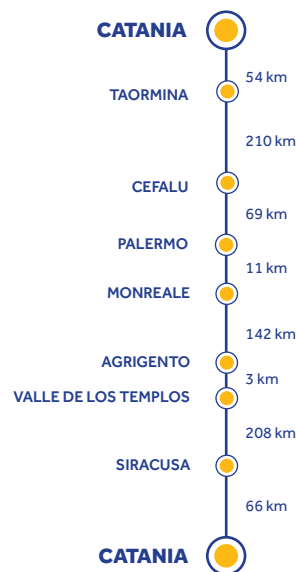 CATANIA
54 km
TAORMINA
210 km
CEFALU
69 km
PALERMO
11 km
MONREALE
142 km
AGRIGENTO
3 km
VALLE DE LOS TEMPLOS
208 km
SIRACUSA
66 km
CATANIA